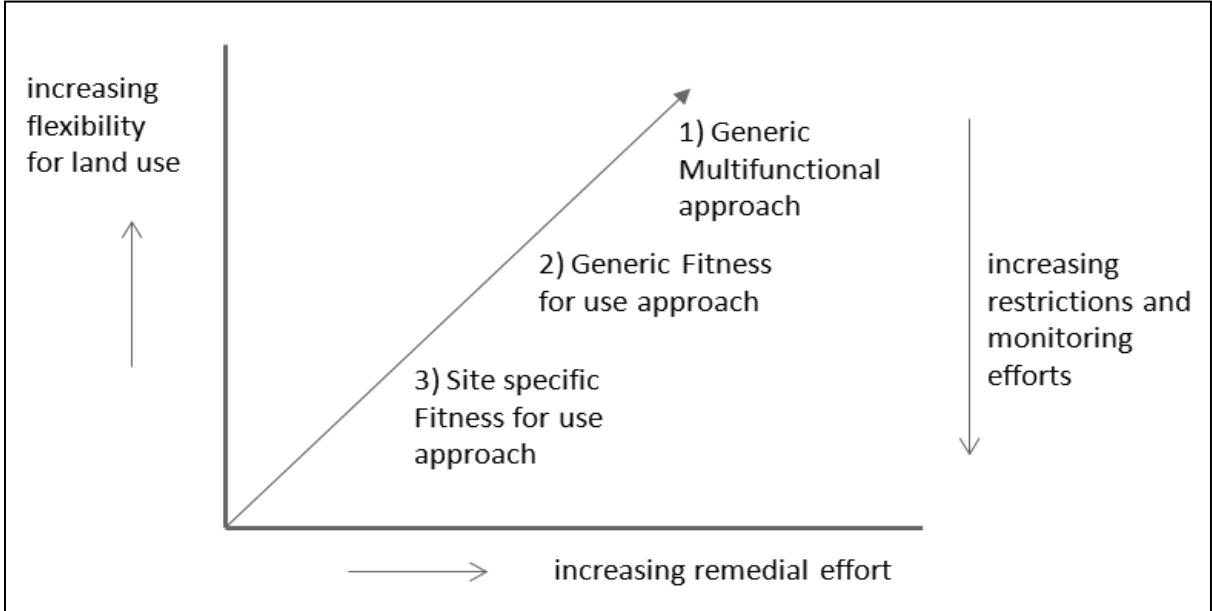 increasing
flexibility
for land use
1) Generic
Multifunctional
approach
2) Generic Fitness
for use approach
3) Site specific
Fitness for use
approach
increasing
restrictions and
monitoring
efforts
increasing remedial effort